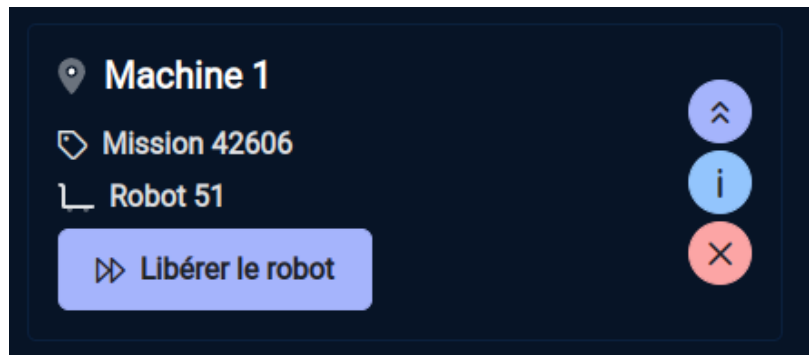 Machine 1
Mission 42606
Robot 51
Libérer le robot
i